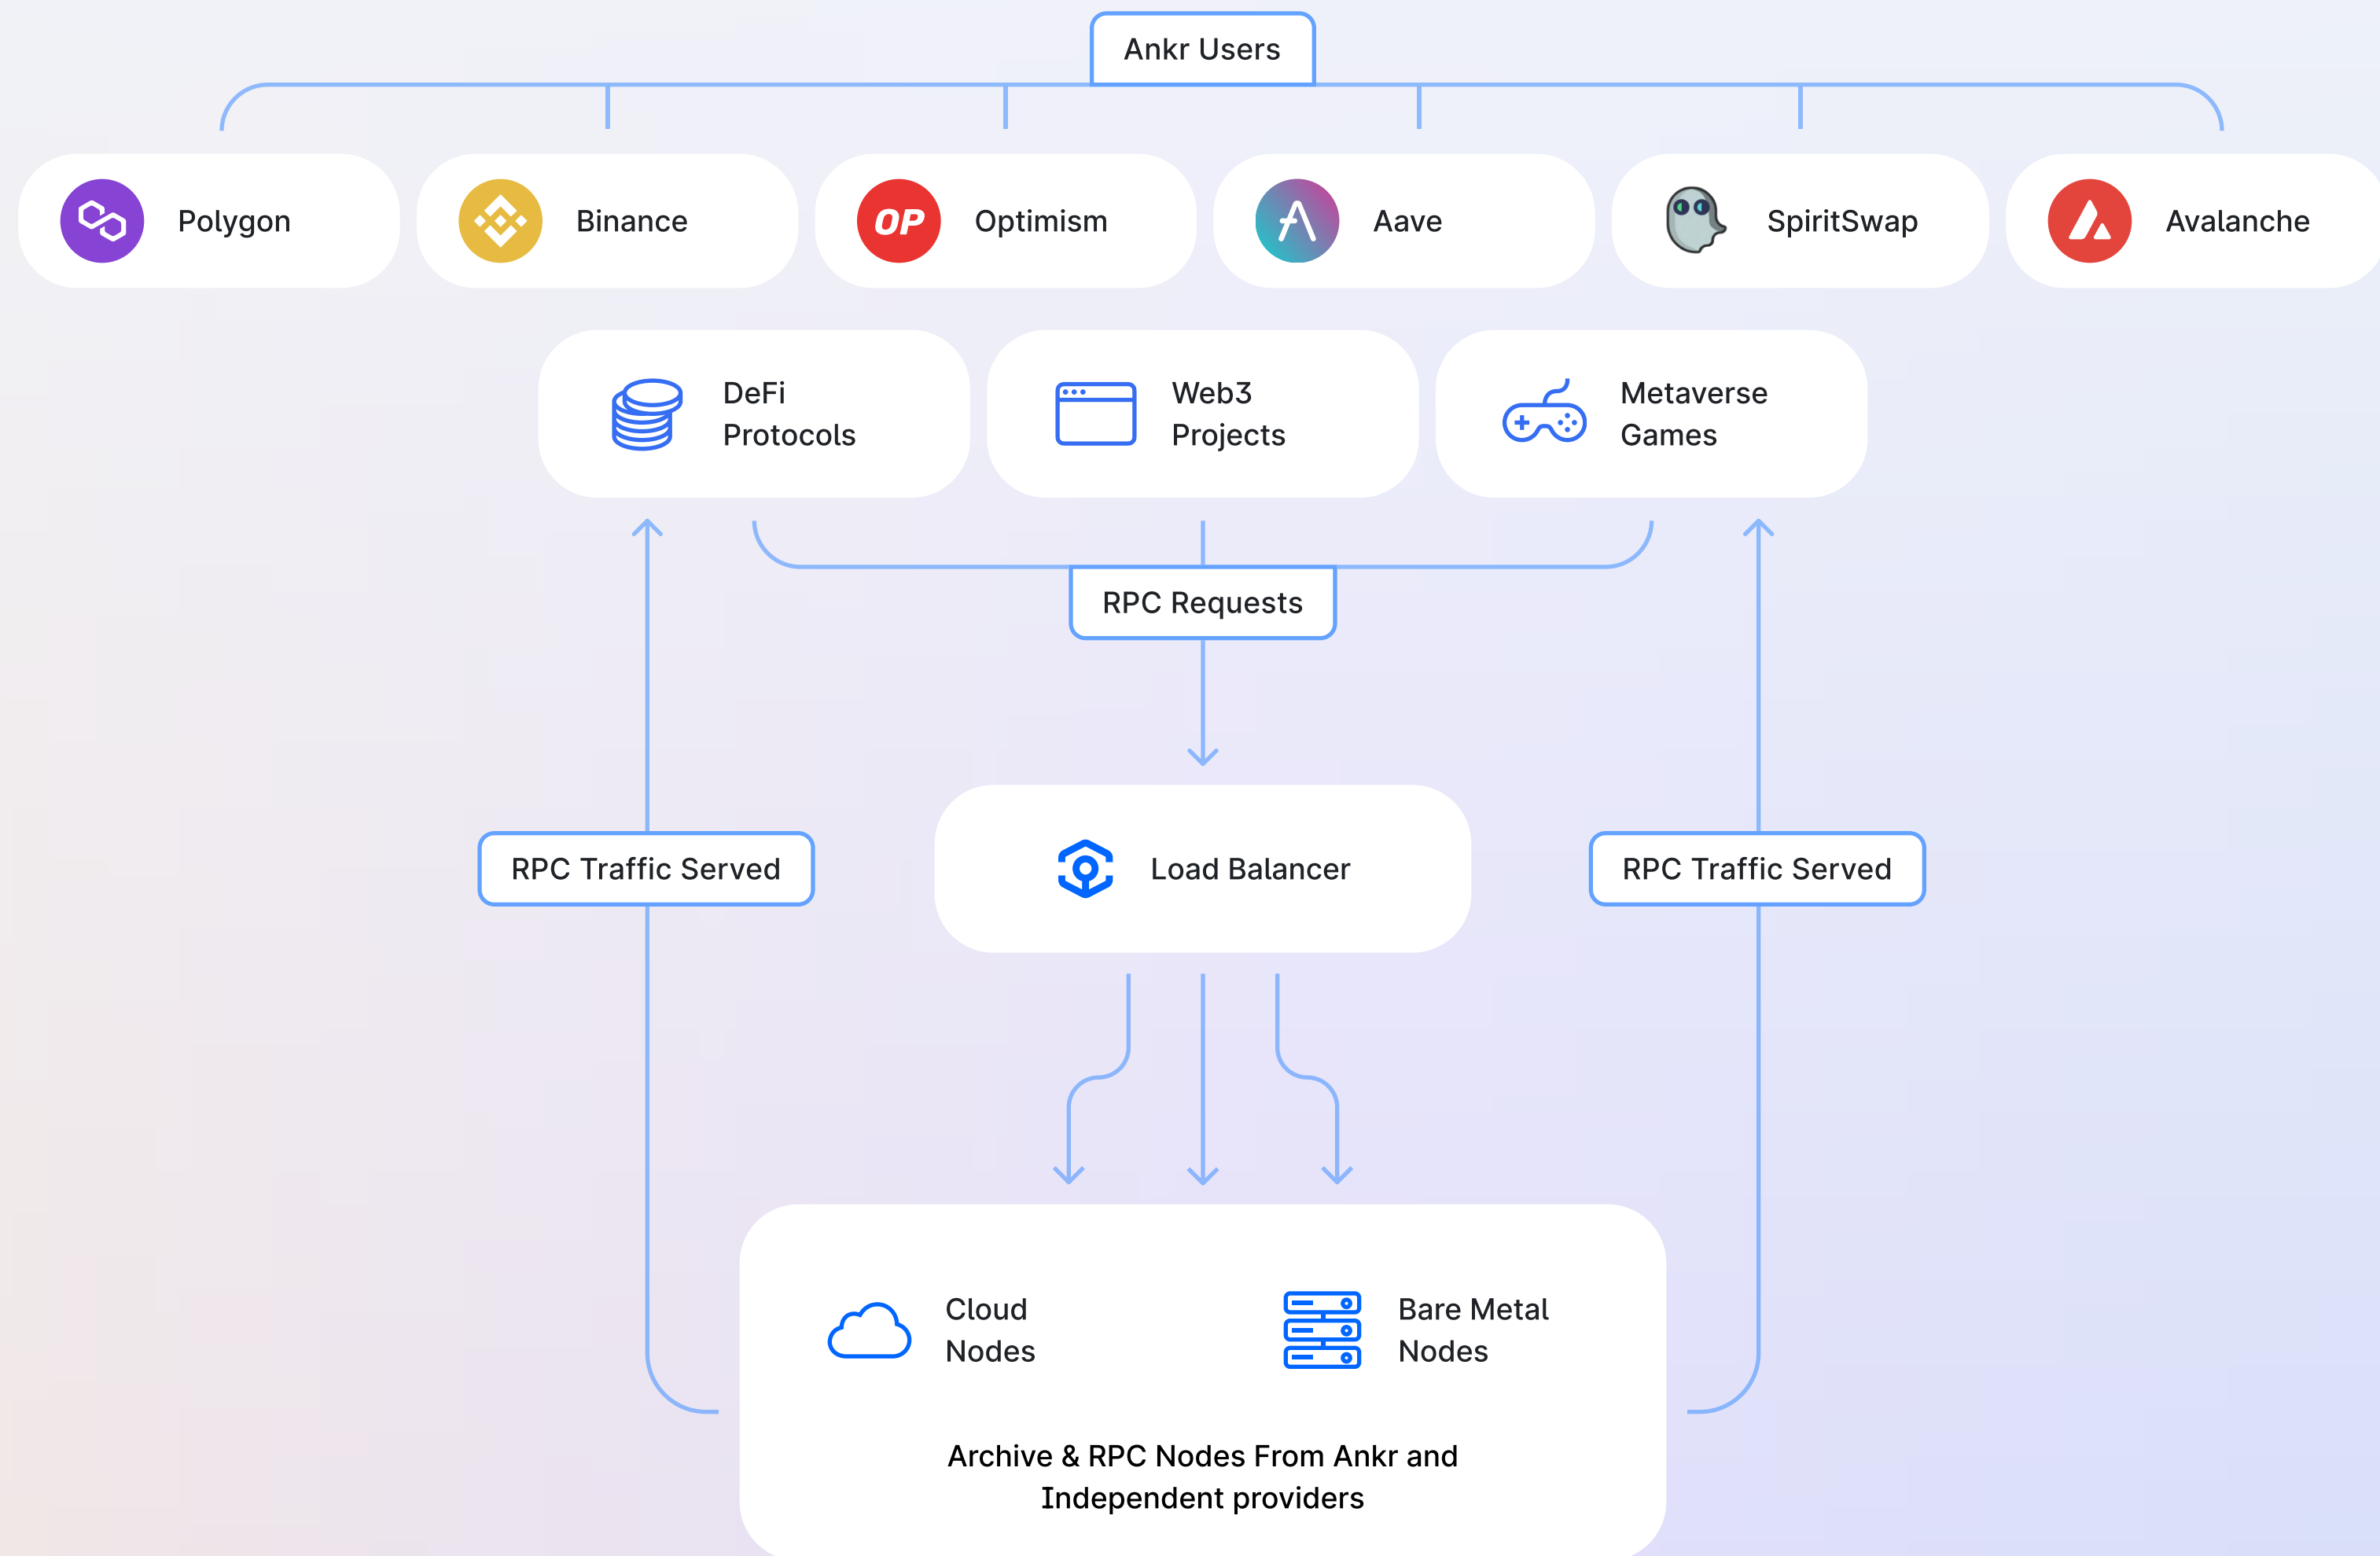 Ankr Users
Polygon
Binance
OP
Optimism
Aave
SpiritSwap
Avalanche
DeFi
Protocols
Web3
Projects
Metaverse
Games
RPC Requests
RPC Traffic Served
Load Balancer
RPC Traffic Served
Cloud
Nodes
Bare Metal
Nodes
Archive & RPC Nodes From Ankr and
Independent providers